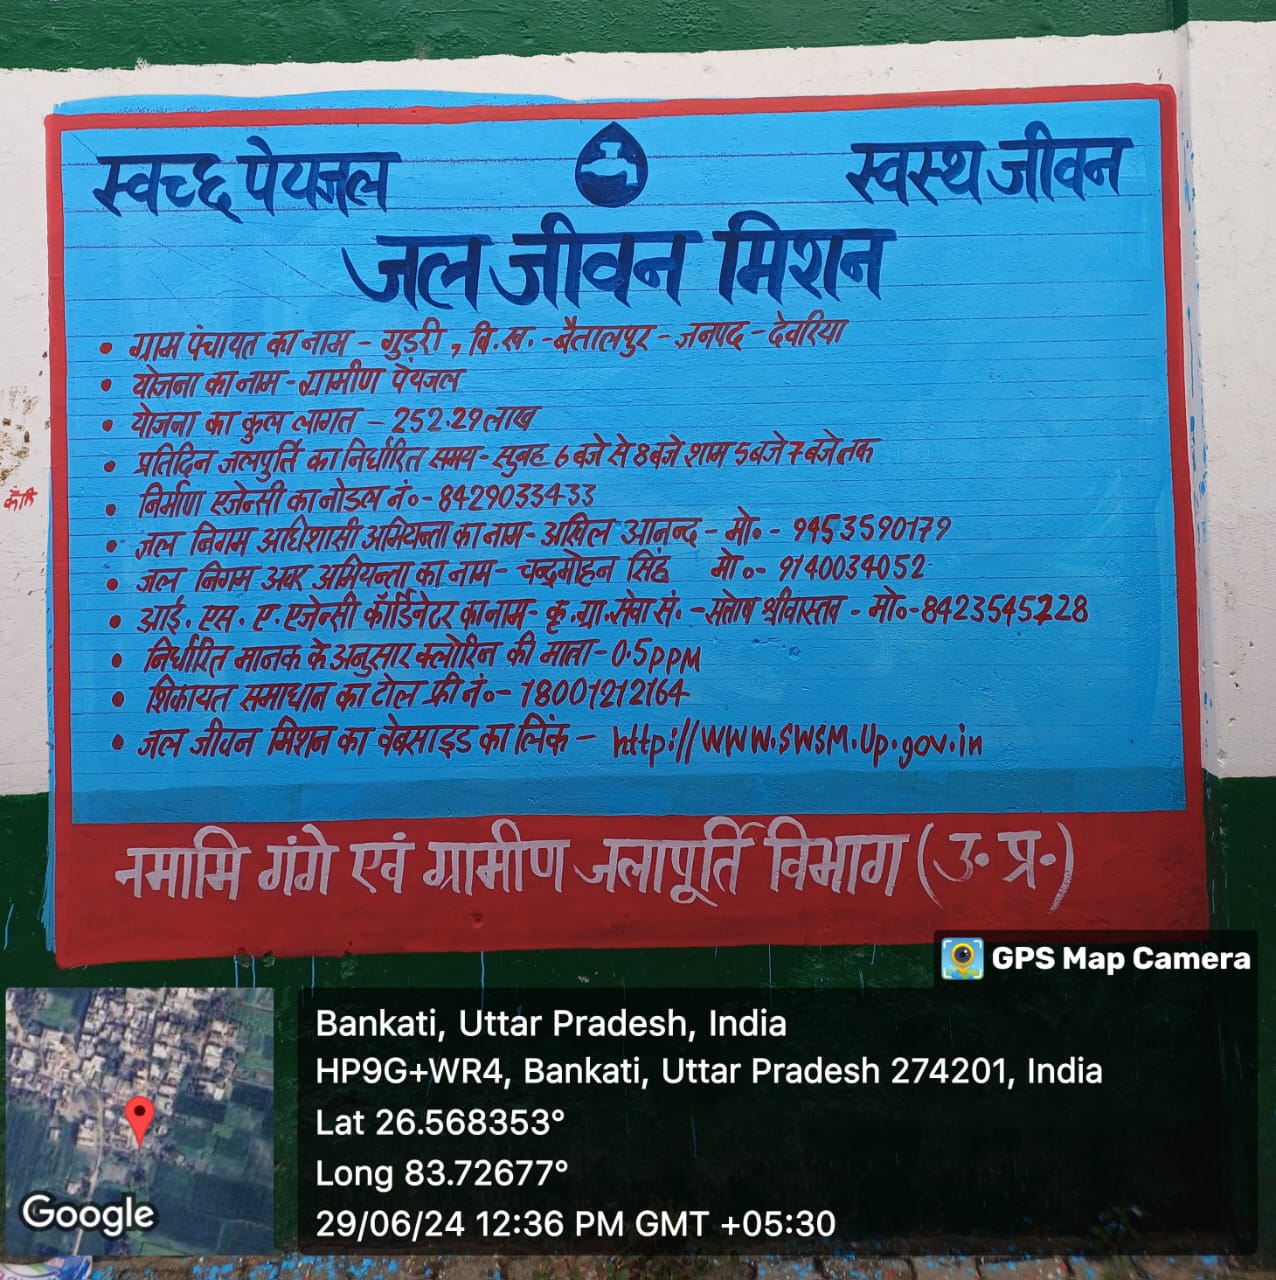 स्वच्छ पेयजल
स्वस्थ जीवन
जल जीवन मिशन
• ग्राम पंचायत का नाम - गुडरी, वि.ख.-बैतालपुर-जनपद-देवरिया
• योजना का नाम-ग्रामीण पेयजल
• योजना का कुल लागत - 252.29 लाख
• प्रतिदिन जलपुर्ति का निर्धारित समय- सुबह 6 बजे से 8 बजे शाम 5 बजे 7 बजे तक
• निर्माण एजेन्सी का नोडल नं०- 8429033433
• जल निगम अधिशासी अभियन्ता का नाम- अखिल आनन्द - मो० - 9453590179
• जल निगम अवर अभियन्ता का नाम- चन्द्रमोहन सिंह मो०- 9140034052
• आई. एस. ए. एजेन्सी कॉर्डिनेटर का नाम- कृ. ग्रा. सेवा सं.- संतोष श्रीवास्तव - मो०-8423545228
• निर्धारित मानक के अनुसार क्लोरिन की माता-0.5ppm
• शिकायत समाधान का टोल फ्री नं०- 18001212164
• जल जीवन मिशन का वेबसाइड का लिंक - http://www.swsm.up.gov.in
नमामि गंगे एवं ग्रामीण जलापूर्ति विभाग (उ० प्र०)
GPS Map Camera
Bankati, Uttar Pradesh, India
HP9G+WR4, Bankati, Uttar Pradesh 274201, India
Lat 26.568353°
Long 83.72677°
29/06/24 12:36 PM GMT +05:30
Google